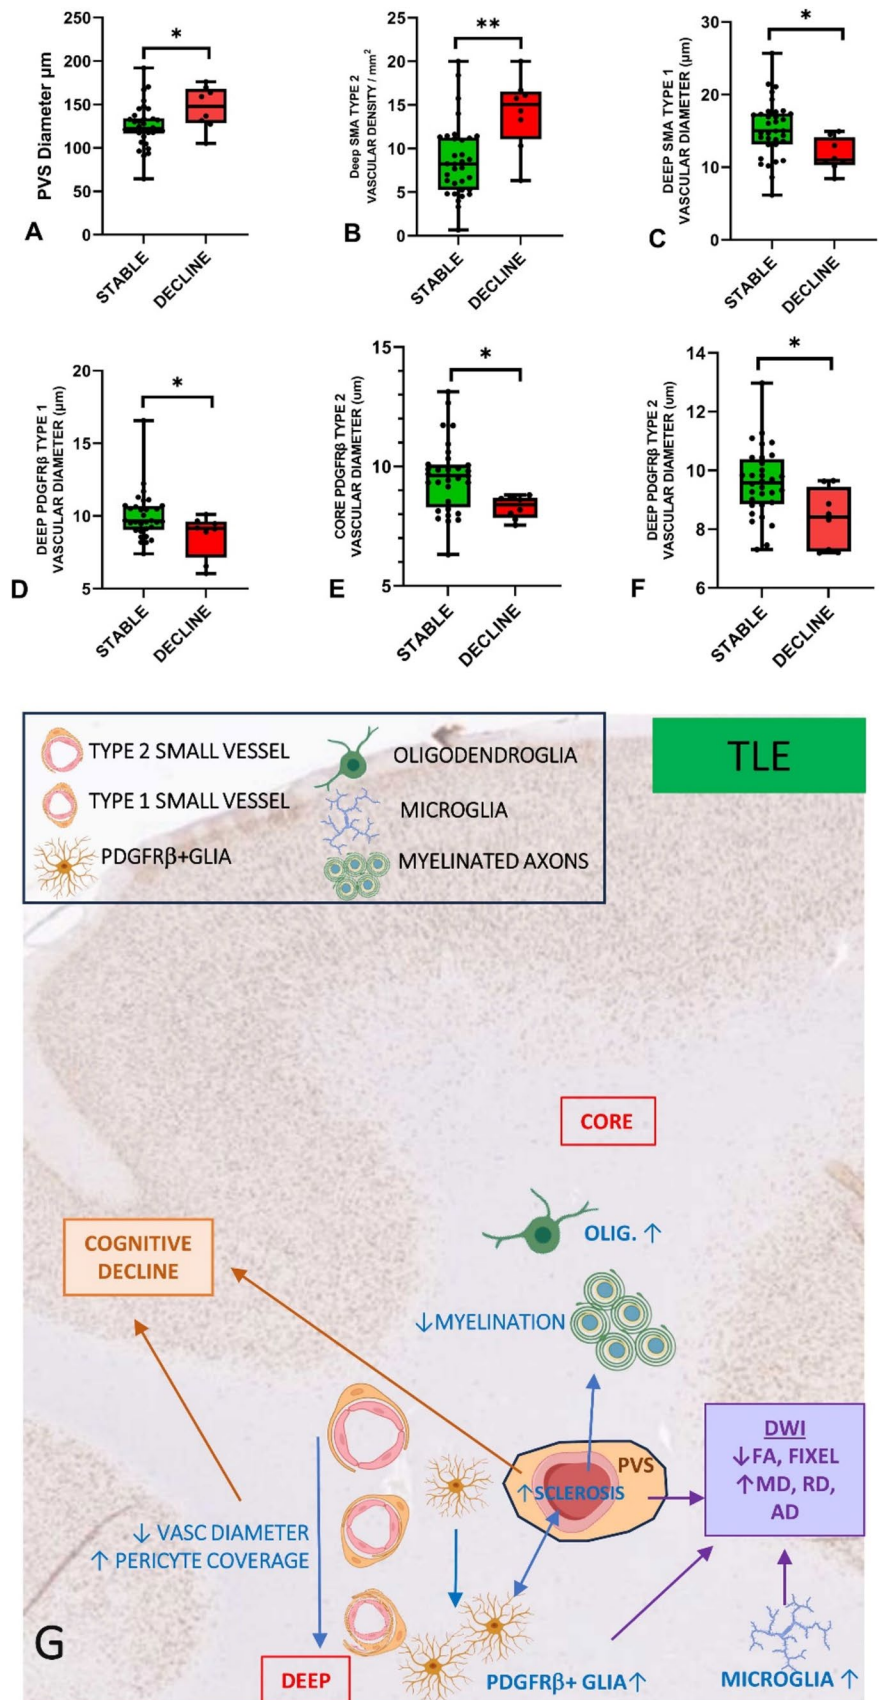 PVS Diameter µm
250
200
150
100
50
0
*
STABLE
DECLINE
A
Deep SMA TYPE 2
VASCULAR DENSITY / mm²
25
20
15
10
5
0
**
STABLE
DECLINE
B
DEEP SMA TYPE 1
VASCULAR DIAMETER (µm)
30
20
10
0
*
STABLE
DECLINE
C
DEEP PDGFRβ TYPE 1
VASCULAR DIAMETER (µm)
20
15
10
5
*
STABLE
DECLINE
D
CORE PDGFRβ TYPE 2
VASCULAR DIAMETER (um)
15
10
5
*
STABLE
DECLINE
E
DEEP PDGFRβ TYPE 2
VASCULAR DIAMETER (um)
14
12
10
8
6
*
STABLE
DECLINE
F
TYPE 2 SMALL VESSEL
TYPE 1 SMALL VESSEL
PDGFRβ+GLIA
OLIGODENDROGLIA
MICROGLIA
MYELINATED AXONS
TLE
CORE
OLIG. ↑
↓MYELINATION
COGNITIVE
DECLINE
PVS
↑SCLEROSIS
DWI
↓FA, FIXEL
↑MD, RD,
AD
↓ VASC DIAMETER
↑ PERICYTE COVERAGE
G
DEEP
PDGFRβ+ GLIA↑
MICROGLIA ↑